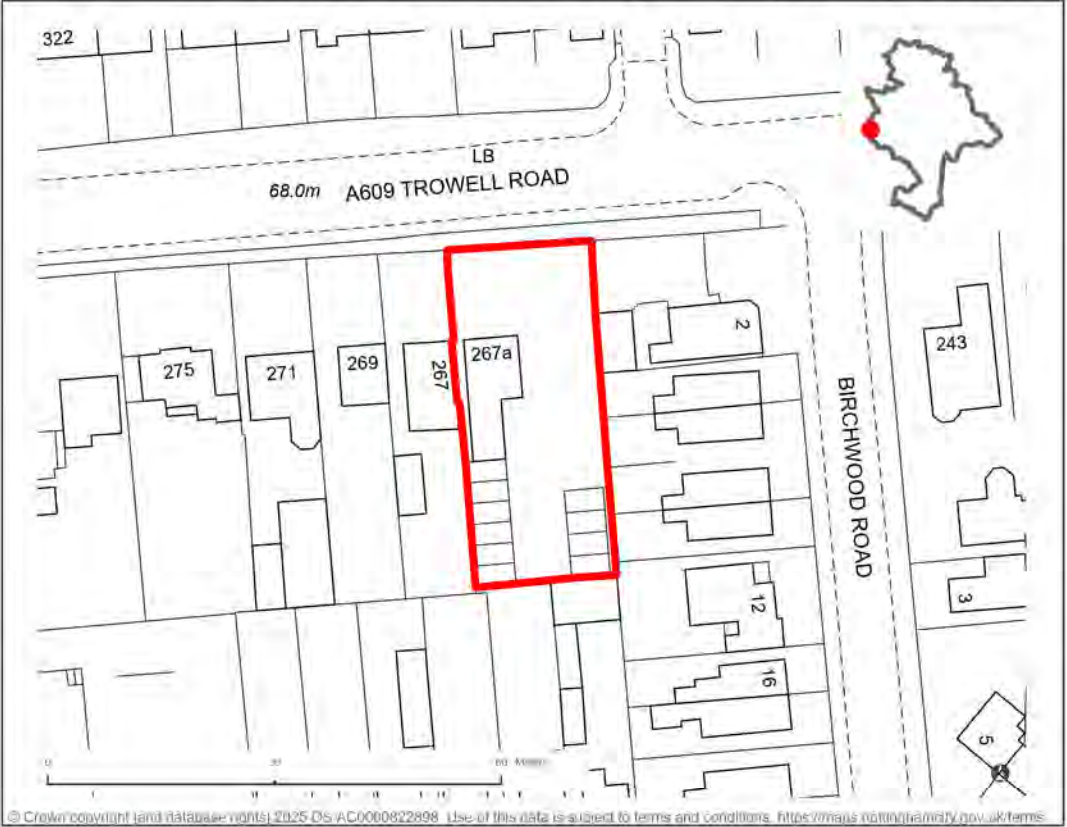 322
LB
68.0m A609 TROWELL ROAD
2
243
267a
269
267
275
271
BIRCHWOOD ROAD
12
3
16
5
0 30 60 Meters
© Crown copyright (and database rights) 2025 OS AC0000822898 Use of this data is subject to terms and conditions. https://maps.nottinghamcity.gov.uk/terms